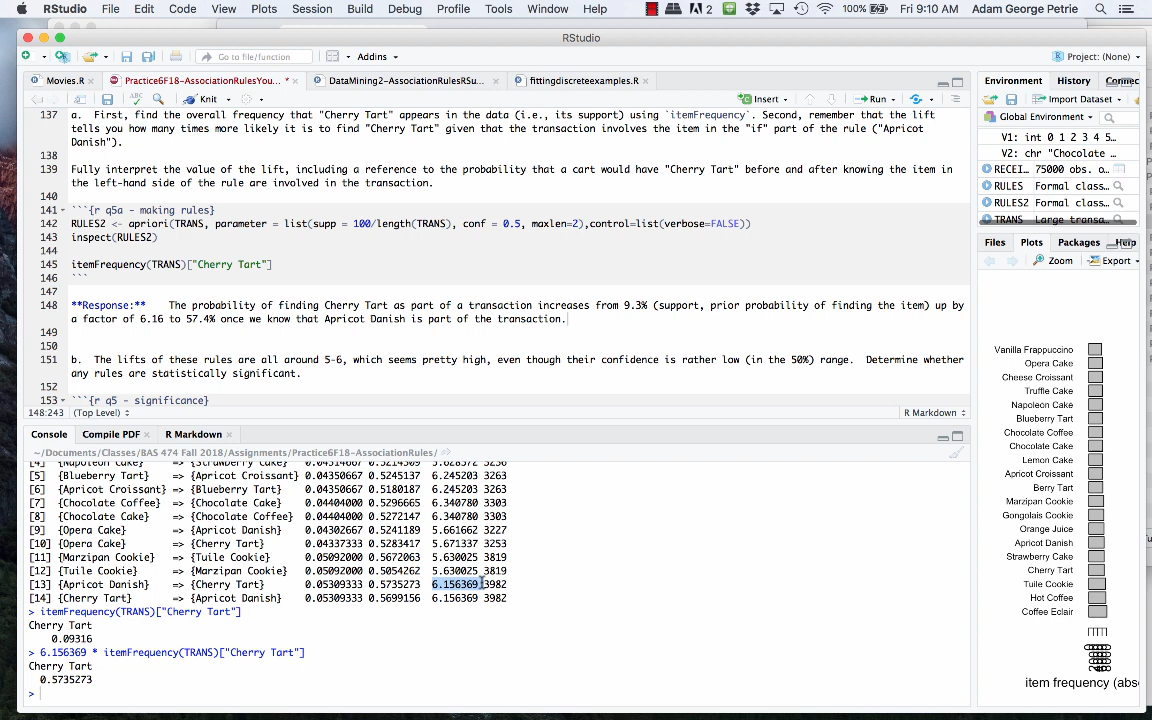 RStudio File Edit Code View Plots Session Build Debug Profile Tools Window Help 2 100% Fri 9:10 AM Adam George Petrie
RStudio
Go to file/function Addins Project: (None)
Movies.R Practice6F18-AssociationRulesYou... * DataMining2-AssociationRulesRSu... fittingdiscreteexamples.R
Knit Insert Run
137 a. First, find the overall frequency that "Cherry Tart" appears in the data (i.e., its support) using `itemFrequency`. Second, remember that the lift
tells you how many times more likely it is to find "Cherry Tart" given that the transaction involves the item in the "if" part of the rule ("Apricot
Danish").
138
139 Fully interpret the value of the lift, including a reference to the probability that a cart would have "Cherry Tart" before and after knowing the item in
the left-hand side of the rule are involved in the transaction.
140
141 ```{r q5a - making rules}
142 RULES2 <- apriori(TRANS, parameter = list(supp = 100/length(TRANS), conf = 0.5, maxlen=2),control=list(verbose=FALSE))
143 inspect(RULES2)
144
145 itemFrequency(TRANS)["Cherry Tart"]
146 ```
147
148 **Response:** The probability of finding Cherry Tart as part of a transaction increases from 9.3% (support, prior probability of finding the item) up by
a factor of 6.16 to 57.4% once we know that Apricot Danish is part of the transaction.
149
150
151 b. The lifts of these rules are all around 5-6, which seems pretty high, even though their confidence is rather low (in the 50%) range. Determine whether
any rules are statistically significant.
152
153 ```{r q5 - significance}
148:243 (Top Level) R Markdown
Console Compile PDF R Markdown
~/Documents/Classes/BAS 474 Fall 2018/Assignments/Practice6F18-AssociationRules/
[4] {Napoleon Cake} => {Strawberry Cake} 0.04314667 0.5214309 5.628572 3236
[5] {Blueberry Tart} => {Apricot Croissant} 0.04350667 0.5245137 6.245203 3263
[6] {Apricot Croissant} => {Blueberry Tart} 0.04350667 0.5180187 6.245203 3263
[7] {Chocolate Coffee} => {Chocolate Cake} 0.04404000 0.5296665 6.340780 3303
[8] {Chocolate Cake} => {Chocolate Coffee} 0.04404000 0.5272147 6.340780 3303
[9] {Opera Cake} => {Apricot Danish} 0.04302667 0.5241189 5.661711 3227
[10] {Opera Cake} => {Cherry Tart} 0.04337333 0.5283417 5.671337 3253
[11] {Marzipan Cookie} => {Tuile Cookie} 0.05092000 0.5672063 5.630025 3819
[12] {Tuile Cookie} => {Marzipan Cookie} 0.05092000 0.5054262 5.630025 3819
[13] {Apricot Danish} => {Cherry Tart} 0.05309333 0.5735273 6.156369 3982
[14] {Cherry Tart} => {Apricot Danish} 0.05309333 0.5699156 6.156369 3982
> itemFrequency(TRANS)["Cherry Tart"]
Cherry Tart
0.09316
> 6.156369 * itemFrequency(TRANS)["Cherry Tart"]
Cherry Tart
0.5735273
>
Environment History Connec
Import Dataset
Global Environment
V1: int 0 1 2 3 4 5...
V2: chr "Chocolate ...
RECEI... 75000 obs. o...
RULES Formal class...
RULES2 Formal class...
TRANS Large transa...
Files Plots Packages Help
Zoom Export
Vanilla Frappuccino
Opera Cake
Cheese Croissant
Truffle Cake
Napoleon Cake
Blueberry Tart
Chocolate Coffee
Chocolate Cake
Lemon Cake
Apricot Croissant
Berry Tart
Marzipan Cookie
Gongolais Cookie
Orange Juice
Apricot Danish
Strawberry Cake
Cherry Tart
Tuile Cookie
Hot Coffee
Coffee Eclair
item frequency (abs